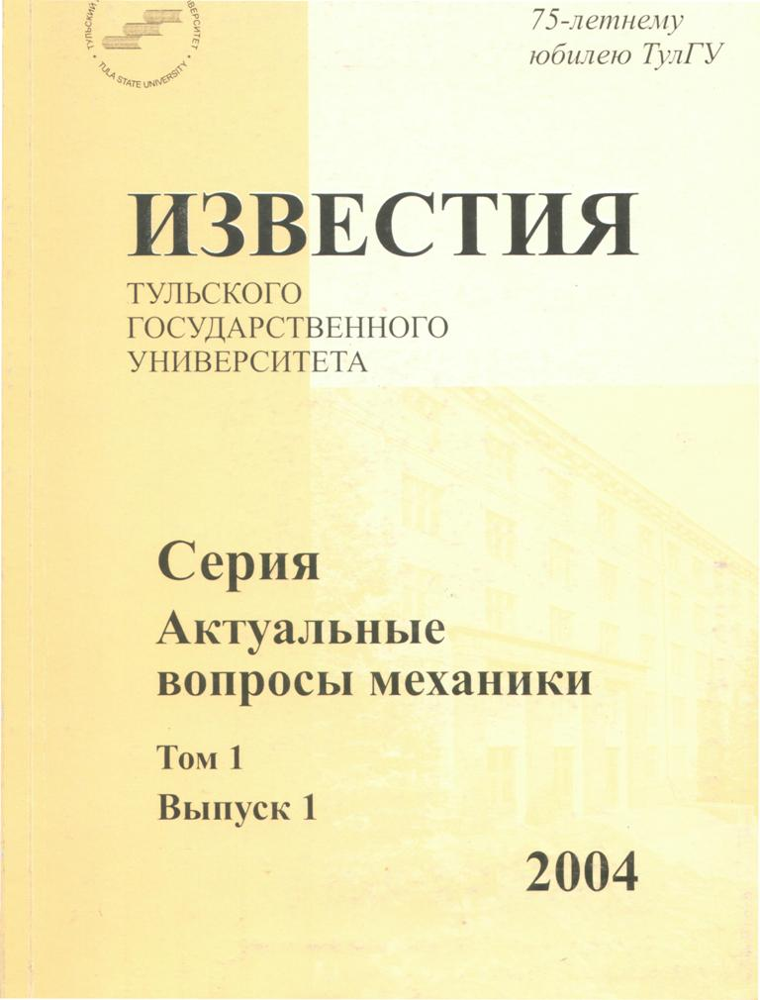 ВЕРСИТЕТ
ТУЛЬСКИЙ
TULA STATE UNIVERSITY
75-летнему
юбилею ТулГУ
ИЗВЕСТИЯ
ТУЛЬСКОГО
ГОСУДАРСТВЕННОГО
УНИВЕРСИТЕТА
Серия
Актуальные
вопросы механики
Том 1
Выпуск 1
2004